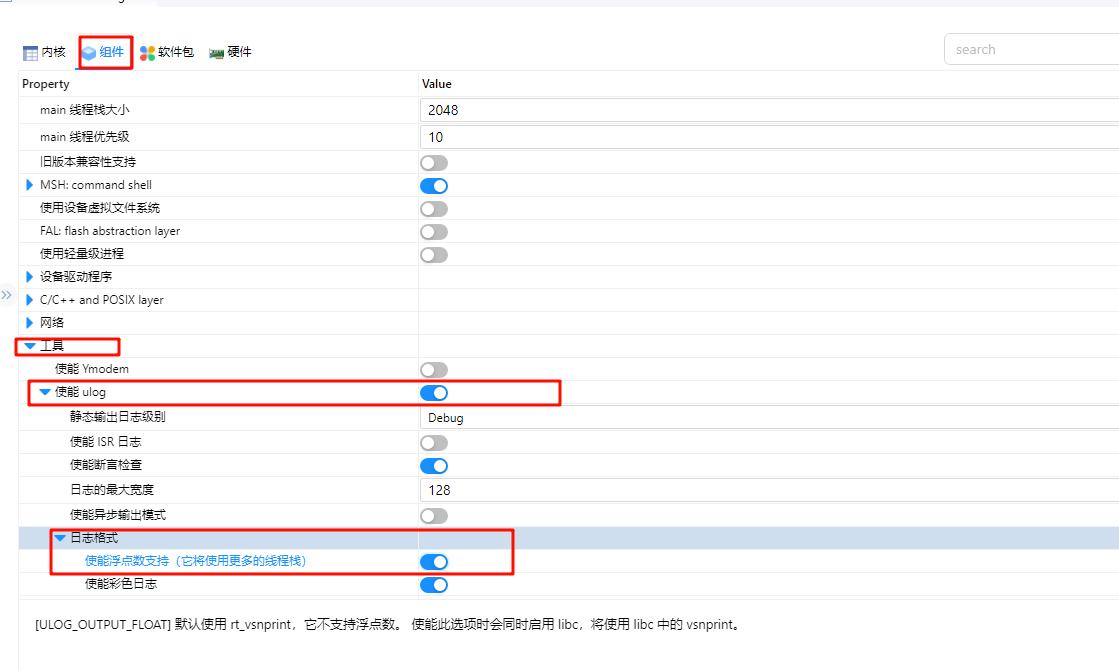 内核 组件 软件包 硬件 search
Property Value
main 线程栈大小 2048
main 线程优先级 10
旧版本兼容性支持
MSH: command shell
使用设备虚拟文件系统
FAL: flash abstraction layer
使用轻量级进程
设备驱动程序
C/C++ and POSIX layer
网络
工具
使能 Ymodem
使能 ulog
静态输出日志级别 Debug
使能 ISR 日志
使能断言检查
日志的最大宽度 128
使能异步输出模式
日志格式
使能浮点数支持（它将使用更多的线程栈）
使能彩色日志
[ULOG_OUTPUT_FLOAT] 默认使用 rt_vsnprint，它不支持浮点数。 使能此选项时会同时启用 libc，将使用 libc 中的 vsnprint。